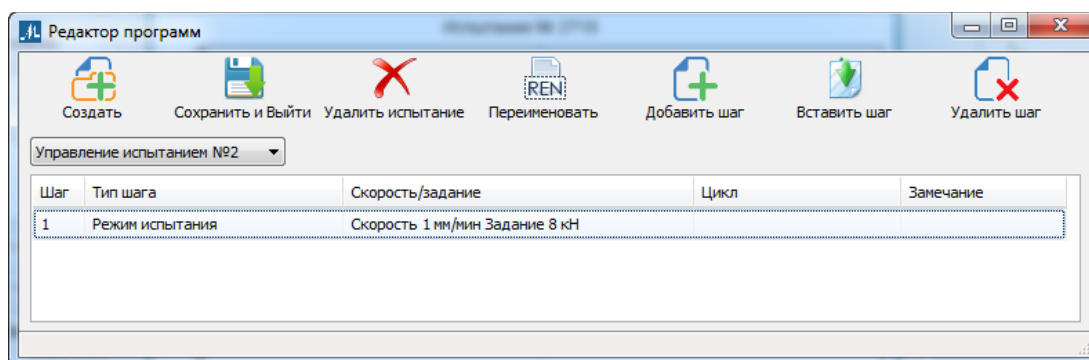 Редактор программ
Создать
Сохранить и Выйти
Удалить испытание
REN
Переименовать
Добавить шаг
Вставить шаг
Удалить шаг
Управление испытанием №2
Шаг Тип шага Скорость/задание Цикл Замечание
1 Режим испытания Скорость 1 мм/мин Задание 8 кН